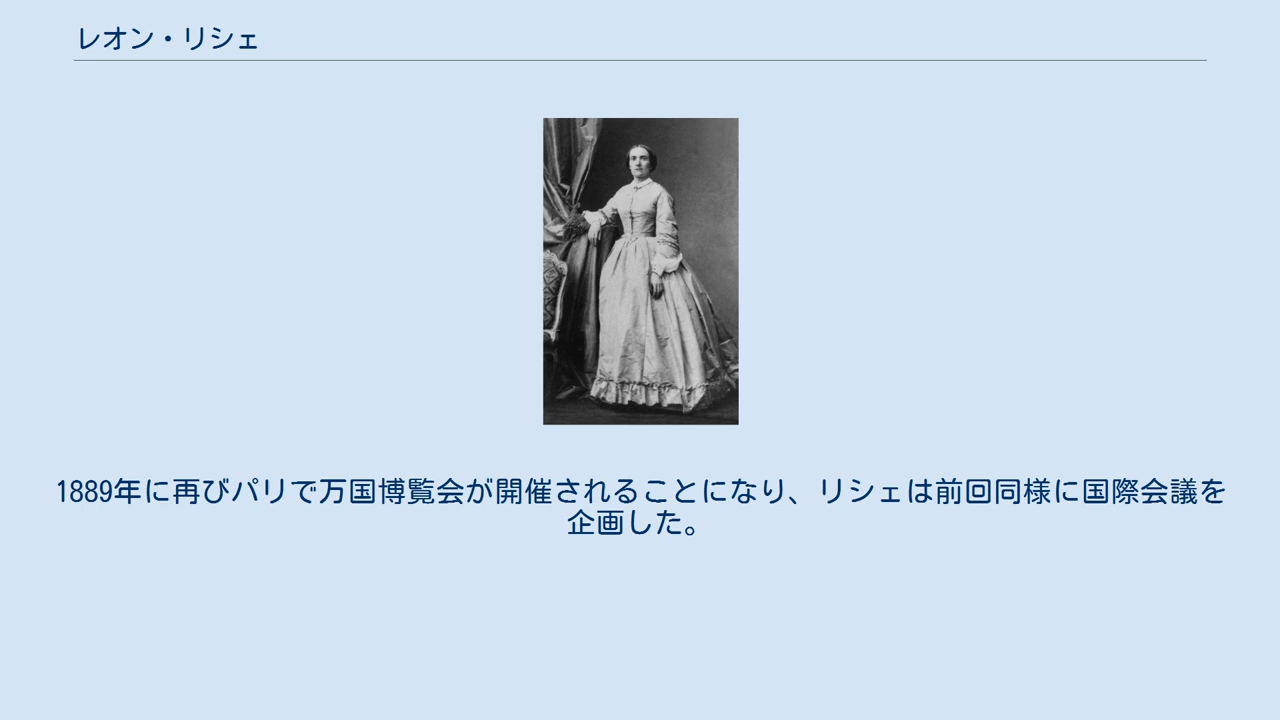 レオン・リシェ
1889年に再びパリで万国博覧会が開催されることになり、リシェは前回同様に国際会議を
企画した。